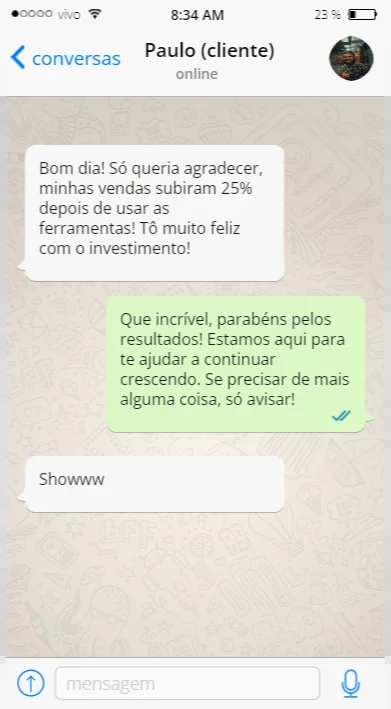 vivo 8:34 AM 23 %
conversas Paulo (cliente)
online
Bom dia! Só queria agradecer,
minhas vendas subiram 25%
depois de usar as
ferramentas! Tô muito feliz
com o investimento!
Que incrível, parabéns pelos
resultados! Estamos aqui para
te ajudar a continuar
crescendo. Se precisar de mais
alguma coisa, só avisar!
Showww
BFF
mensagem